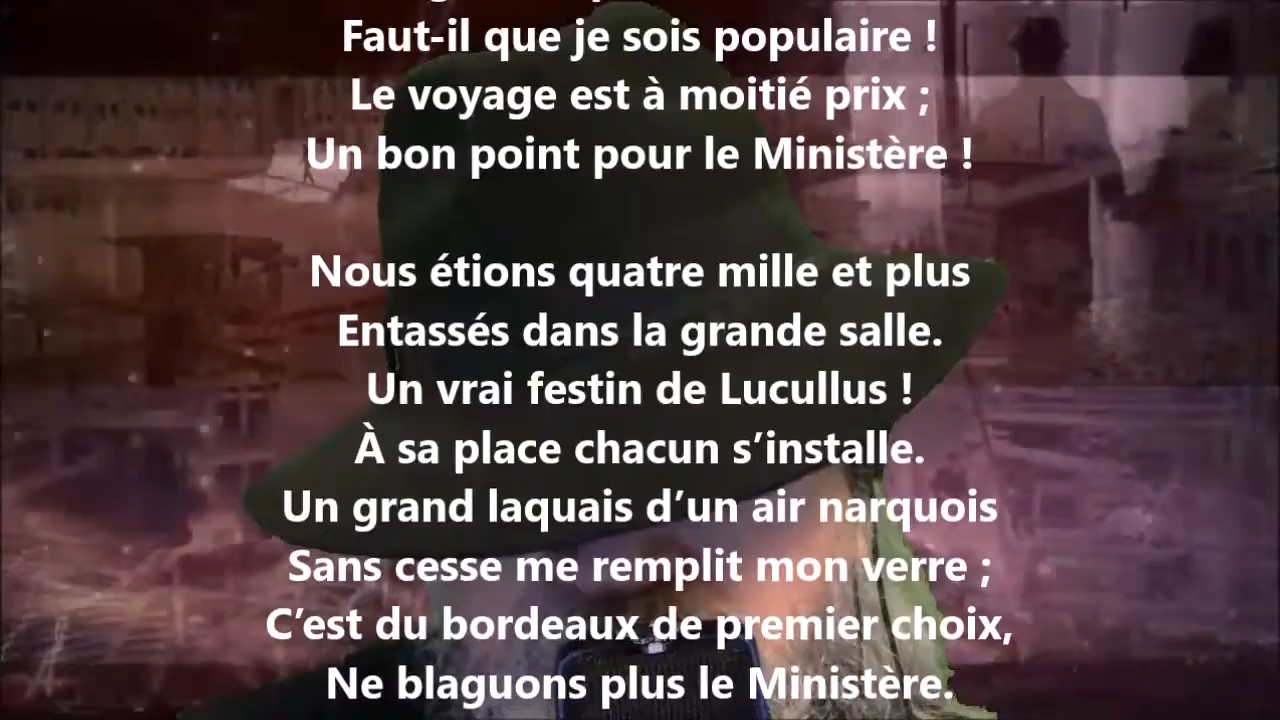 Faut-il que je sois populaire !
Le voyage est à moitié prix ;
Un bon point pour le Ministère !
Nous étions quatre mille et plus
Entassés dans la grande salle.
Un vrai festin de Lucullus !
À sa place chacun s’installe.
Un grand laquais d’un air narquois
Sans cesse me remplit mon verre ;
C’est du bordeaux de premier choix,
Ne blaguons plus le Ministère.